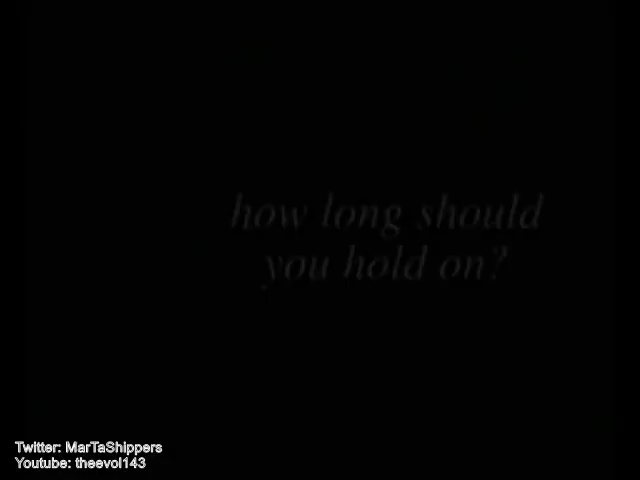 how long should
you hold on?
Twitter: MarTaShippers
Youtube: theevol143